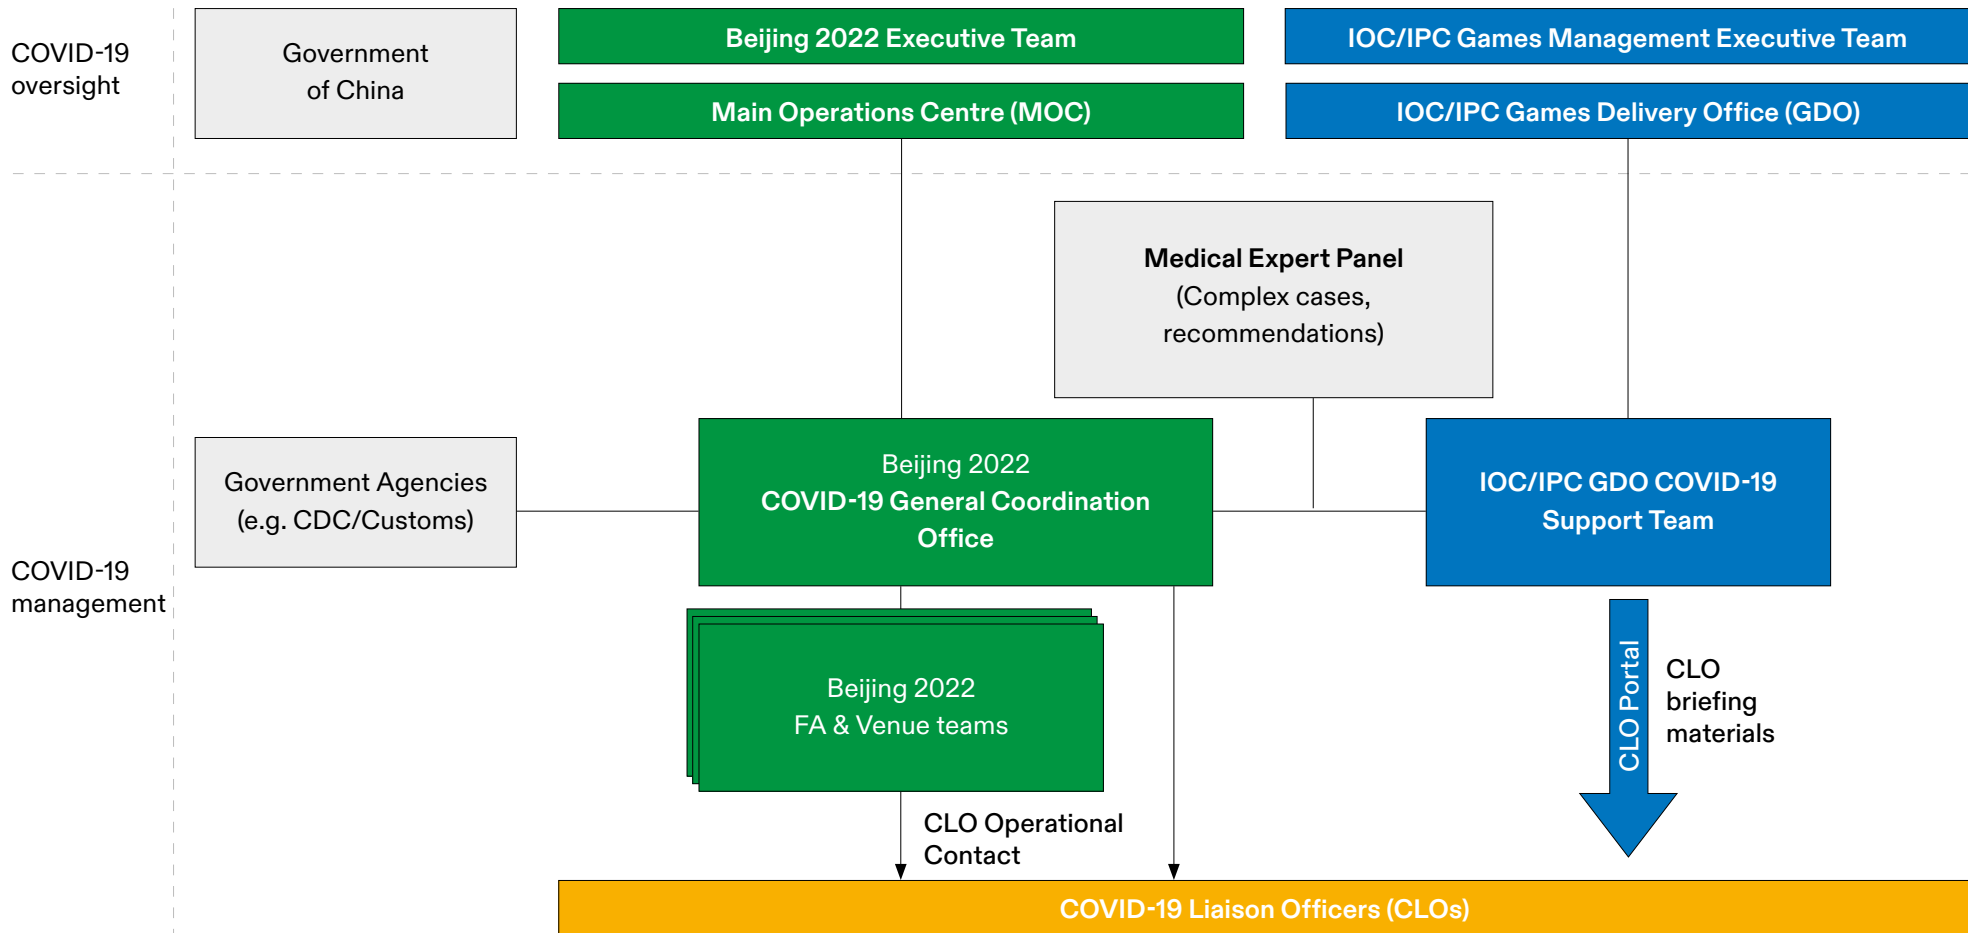 COVID-19
oversight
Government
of China
Beijing 2022 Executive Team
Main Operations Centre (MOC)
IOC/IPC Games Management Executive Team
IOC/IPC Games Delivery Office (GDO)
Medical Expert Panel
(Complex cases,
recommendations)
COVID-19
management
Government Agencies
(e.g. CDC/Customs)
Beijing 2022
COVID-19 General Coordination
Office
IOC/IPC GDO COVID-19
Support Team
Beijing 2022
FA & Venue teams
CLO Portal
CLO
briefing
materials
CLO Operational
Contact
COVID-19 Liaison Officers (CLOs)